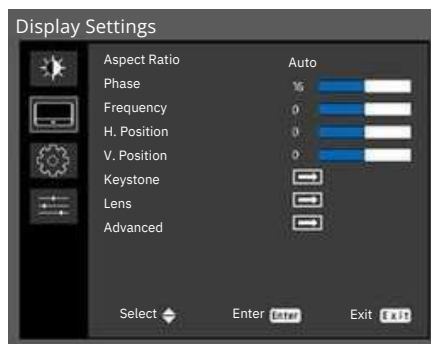 Display Settings
Aspect Ratio Auto
Phase 16
Frequency 0
H. Position 0
V. Position 0
Keystone
Lens
Advanced
Select Enter Enter Exit Exit